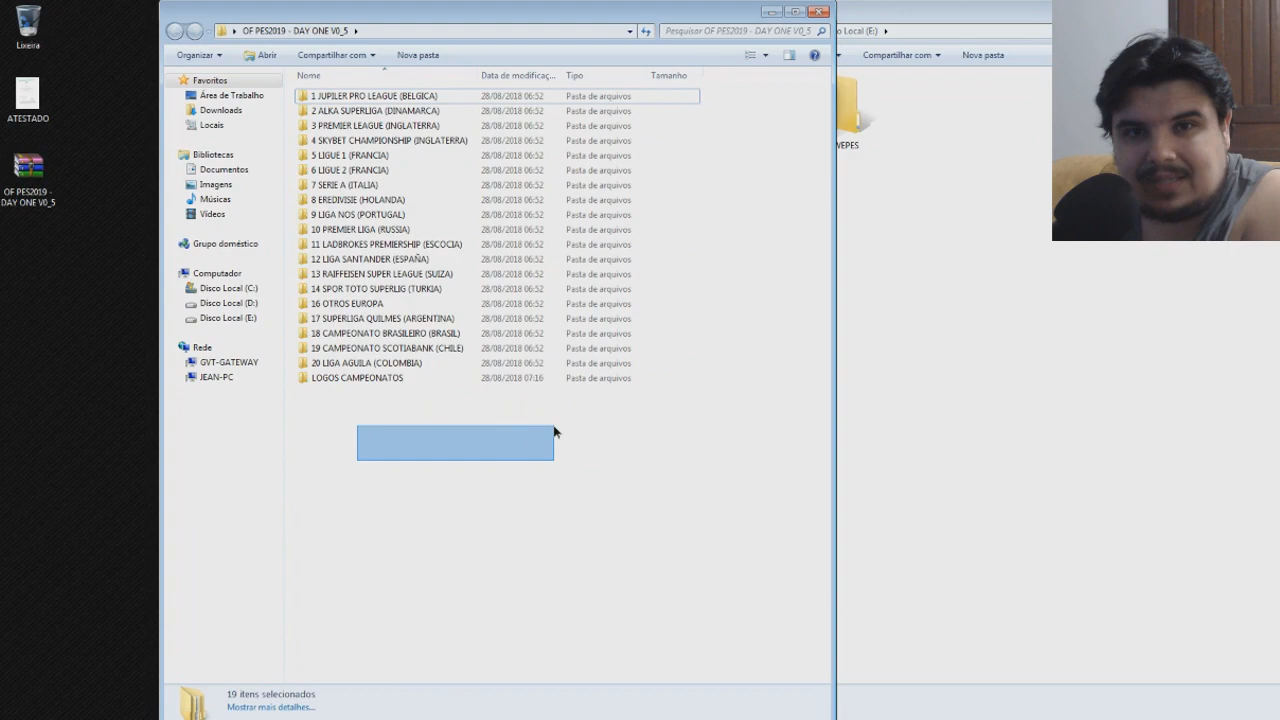 Lixeira
ATESTADO
OF PES2019 -
DAY ONE V0_5
OF PES2019 - DAY ONE V0_5
Pesquisar OF PES2019 - DAY ONE V0_5
Organizar
Abrir
Compartilhar com
Nova pasta
Favoritos
Área de Trabalho
Downloads
Locais
Bibliotecas
Documentos
Imagens
Músicas
Vídeos
Grupo doméstico
Computador
Disco Local (C:)
Disco Local (D:)
Disco Local (E:)
Rede
GVT-GATEWAY
JEAN-PC
Nome Data de modificaç... Tipo Tamanho
1 JUPILER PRO LEAGUE (BELGICA) 28/08/2018 06:52 Pasta de arquivos
2 ALKA SUPERLIGA (DINAMARCA) 28/08/2018 06:52 Pasta de arquivos
3 PREMIER LEAGUE (INGLATERRA) 28/08/2018 06:52 Pasta de arquivos
4 SKYBET CHAMPIONSHIP (INGLATERRA) 28/08/2018 06:52 Pasta de arquivos
5 LIGUE 1 (FRANCIA) 28/08/2018 06:52 Pasta de arquivos
6 LIGUE 2 (FRANCIA) 28/08/2018 06:52 Pasta de arquivos
7 SERIE A (ITALIA) 28/08/2018 06:52 Pasta de arquivos
8 EREDIVISIE (HOLANDA) 28/08/2018 06:52 Pasta de arquivos
9 LIGA NOS (PORTUGAL) 28/08/2018 06:52 Pasta de arquivos
10 PREMIER LIGA (RUSSIA) 28/08/2018 06:52 Pasta de arquivos
11 LADBROKES PREMIERSHIP (ESCOCIA) 28/08/2018 06:52 Pasta de arquivos
12 LIGA SANTANDER (ESPAÑA) 28/08/2018 06:52 Pasta de arquivos
13 RAIFFEISEN SUPER LEAGUE (SUIZA) 28/08/2018 06:52 Pasta de arquivos
14 SPOR TOTO SUPERLIG (TURKIA) 28/08/2018 06:52 Pasta de arquivos
16 OTROS EUROPA 28/08/2018 06:52 Pasta de arquivos
17 SUPERLIGA QUILMES (ARGENTINA) 28/08/2018 06:52 Pasta de arquivos
18 CAMPEONATO BRASILEIRO (BRASIL) 28/08/2018 06:52 Pasta de arquivos
19 CAMPEONATO SCOTIABANK (CHILE) 28/08/2018 06:52 Pasta de arquivos
20 LIGA AGUILA (COLOMBIA) 28/08/2018 06:52 Pasta de arquivos
LOGOS CAMPEONATOS 28/08/2018 07:16 Pasta de arquivos
19 itens selecionados
Mostrar mais detalhes...
Local (E:)
Compartilhar com
Nova pasta
WEPES